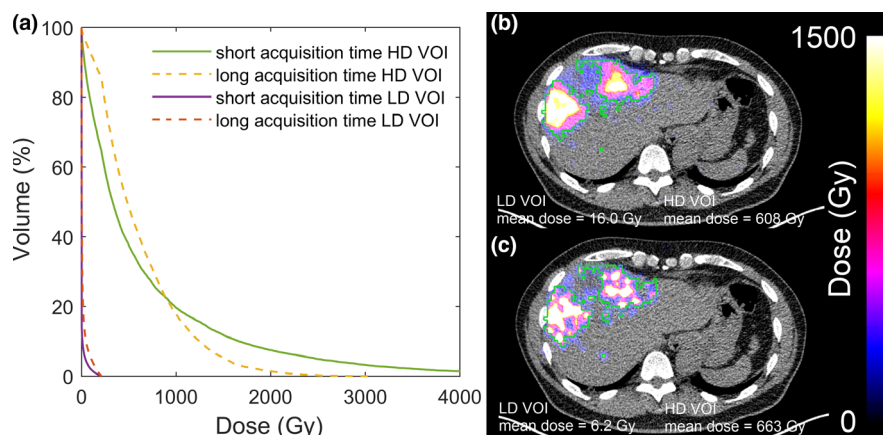 (a)
100
80
60
40
20
0
Volume (%)
short acquisition time HD VOI
long acquisition time HD VOI
short acquisition time LD VOI
long acquisition time LD VOI
0
1000
2000
3000
4000
Dose (Gy)
(b)
LD VOI
mean dose = 16.0 Gy
HD VOI
mean dose = 608 Gy
(c)
LD VOI
mean dose = 6.2 Gy
HD VOI
mean dose = 663 Gy
1500
Dose (Gy)
0